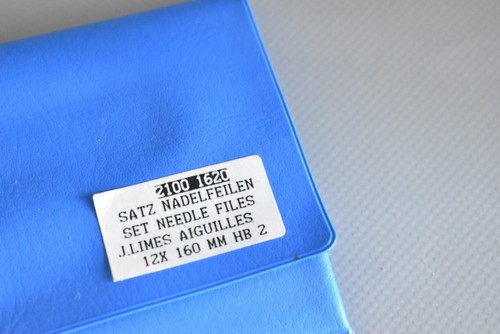 2100 1620
SATZ NADELFEILEN
SET NEEDLE FILES
J.LIMES AIGUILLES
12X 160 MM HB 2